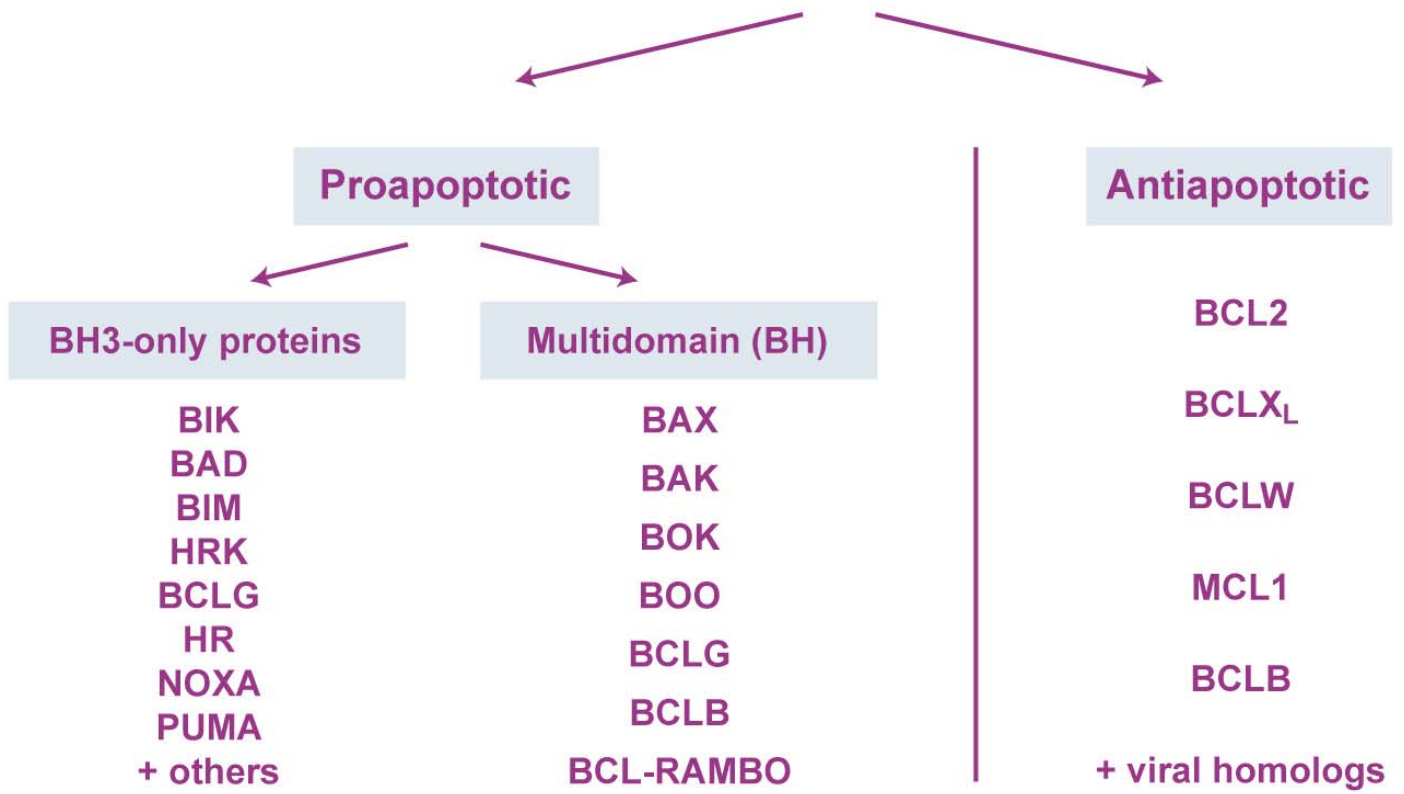 Proapoptotic
Antiapoptotic
BH3-only proteins
Multidomain (BH)
BIK
BAD
BIM
HRK
BCLG
HR
NOXA
PUMA
+ others
BAX
BAK
BOK
BOO
BCLG
BCLB
BCL-RAMBO
BCL2
BCLXL
BCLW
MCL1
BCLB
+ viral homologs